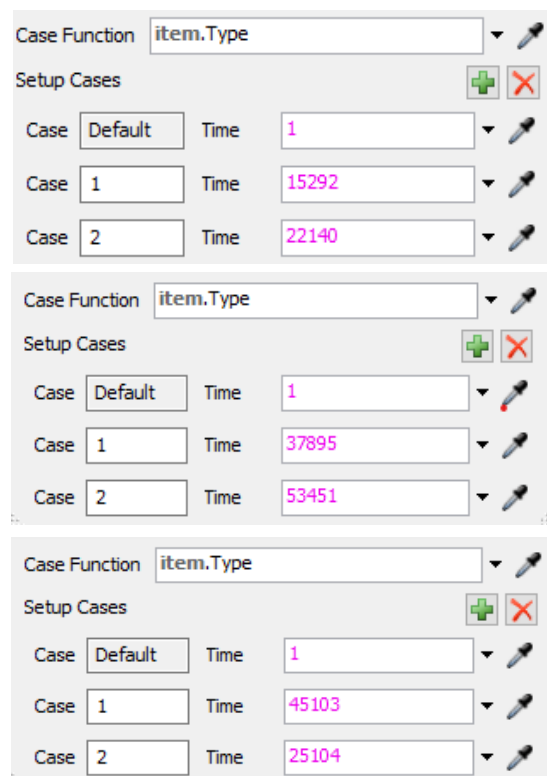 Case Function item.Type
Setup Cases
Case Default Time 1
Case 1 Time 15292
Case 2 Time 22140
Case Function item.Type
Setup Cases
Case Default Time 1
Case 1 Time 37895
Case 2 Time 53451
Case Function item.Type
Setup Cases
Case Default Time 1
Case 1 Time 45103
Case 2 Time 25104